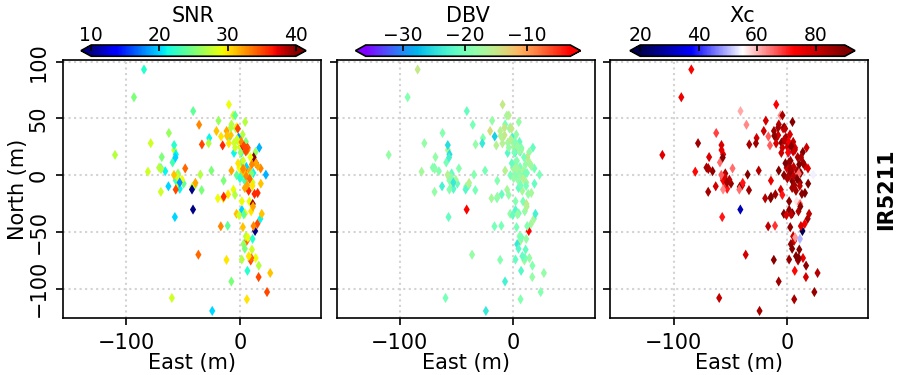 SNR
DBV
Xc
10 20 30 40
−30 −20 −10
20 40 60 80
100
50
0
−50
−100
North (m)
−100 0
−100 0
−100 0
East (m)
East (m)
East (m)
IR5211